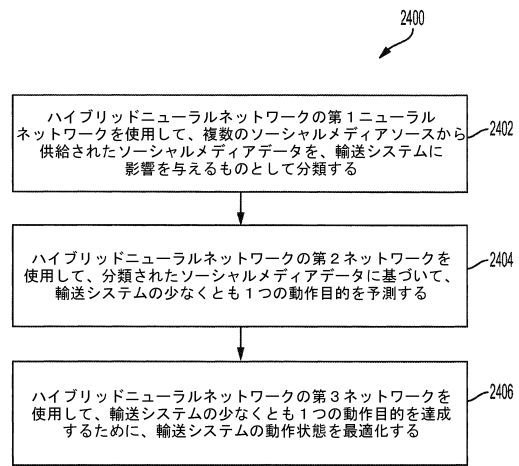 2400
ハイブリッドニューラルネットワークの第１ニューラル
ネットワークを使用して、複数のソーシャルメディアソースから
供給されたソーシャルメディアデータを、輸送システムに
影響を与えるものとして分類する
2402
ハイブリッドニューラルネットワークの第２ネットワークを
使用して、分類されたソーシャルメディアデータに基づいて、
輸送システムの少なくとも１つの動作目的を予測する
2404
ハイブリッドニューラルネットワークの第３ネットワークを
使用して、輸送システムの少なくとも１つの動作目的を達成
するために、輸送システムの動作状態を最適化する
2406